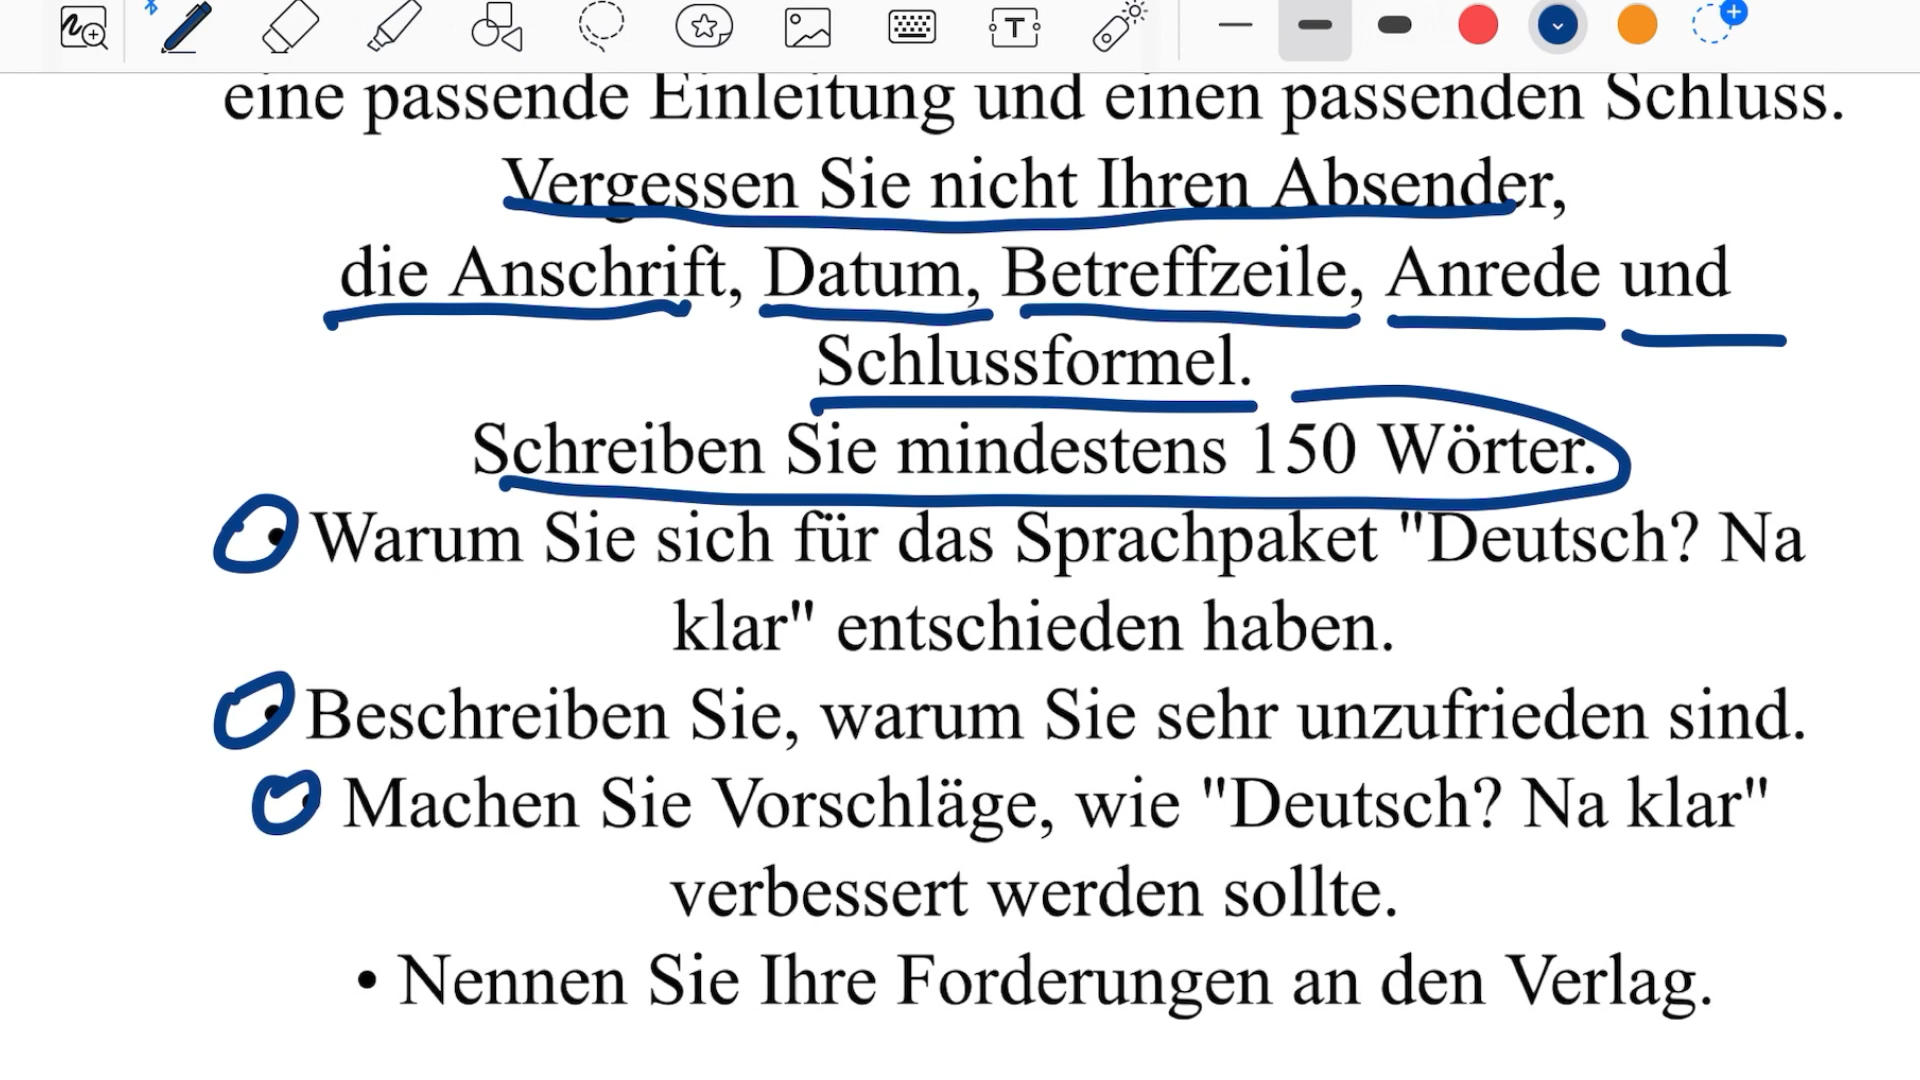 eine passende Einleitung und einen passenden Schluss.
Vergessen Sie nicht Ihren Absender,
die Anschrift, Datum, Betreffzeile, Anrede und
Schlussformel.
Schreiben Sie mindestens 150 Wörter.
• Warum Sie sich für das Sprachpaket "Deutsch? Na
klar" entschieden haben.
• Beschreiben Sie, warum Sie sehr unzufrieden sind.
• Machen Sie Vorschläge, wie "Deutsch? Na klar"
verbessert werden sollte.
• Nennen Sie Ihre Forderungen an den Verlag.